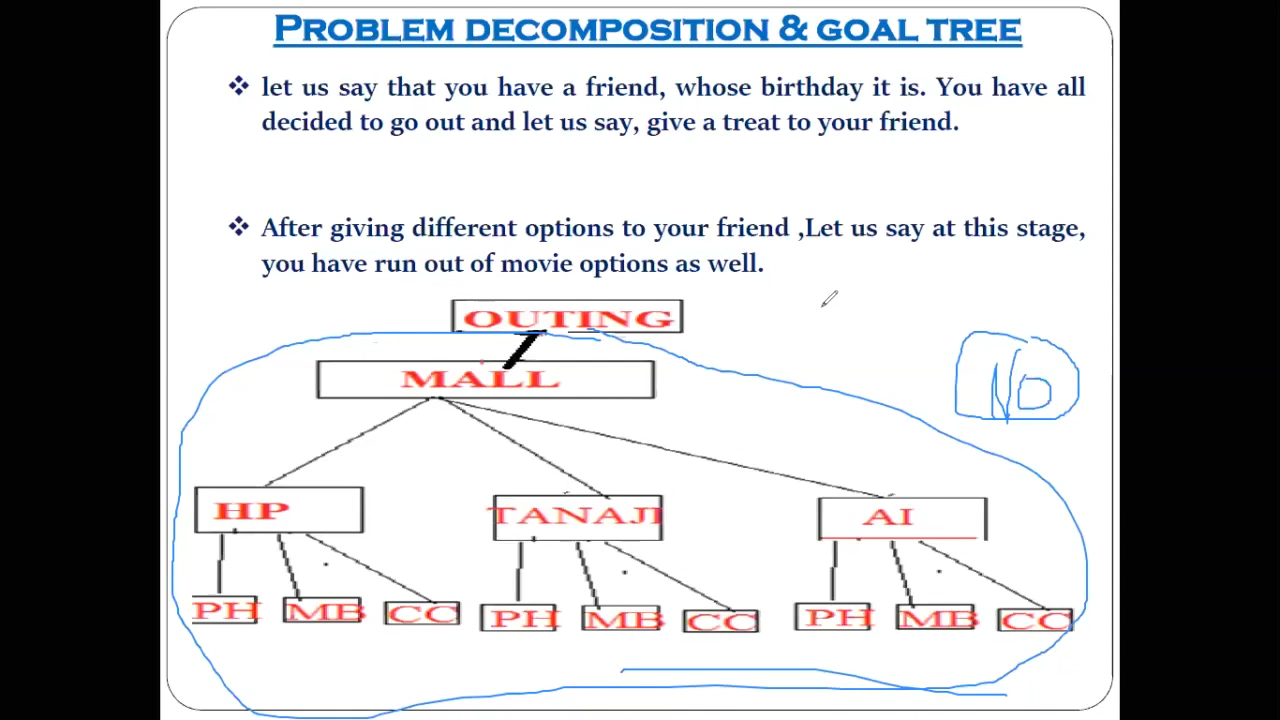 PROBLEM DECOMPOSITION & GOAL TREE
❖ let us say that you have a friend, whose birthday it is. You have all
decided to go out and let us say, give a treat to your friend.
❖ After giving different options to your friend ,Let us say at this stage,
you have run out of movie options as well.
OUTING
MALL
NO
HP TANAJI AI
PH MB CC PH MB CC PH MB CC